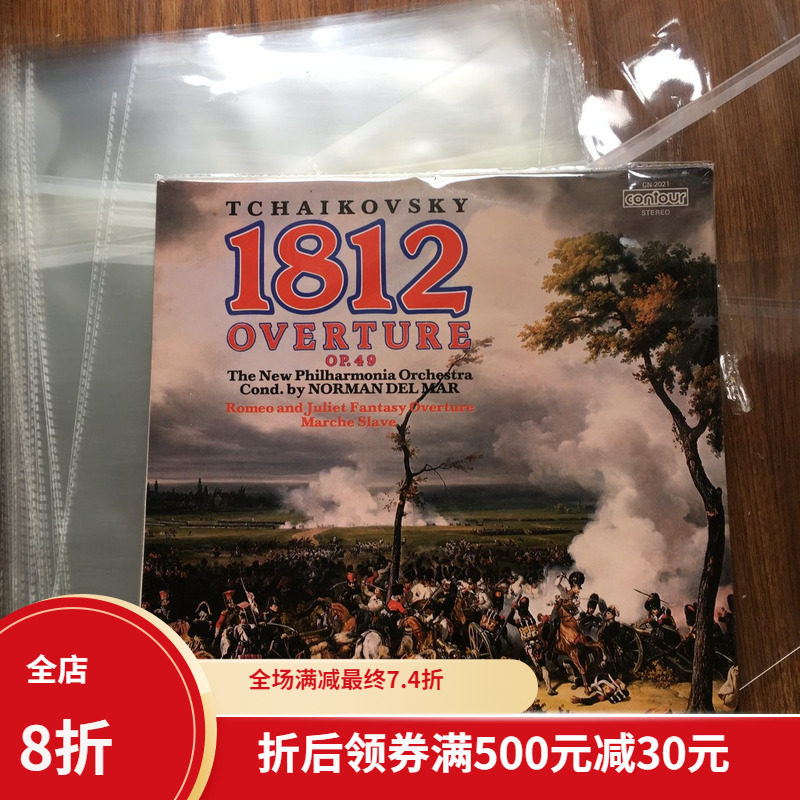 CN-2021
contour
STEREO
TCHAIKOVSKY
1812
OVERTURE
OP.49
The New Philharmonia Orchestra
Cond. by NORMAN DEL MAR
Romeo and Juliet Fantasy Overture
Marche Slave
全店
8折
全场满减最终7.4折
折后领券满500元减30元